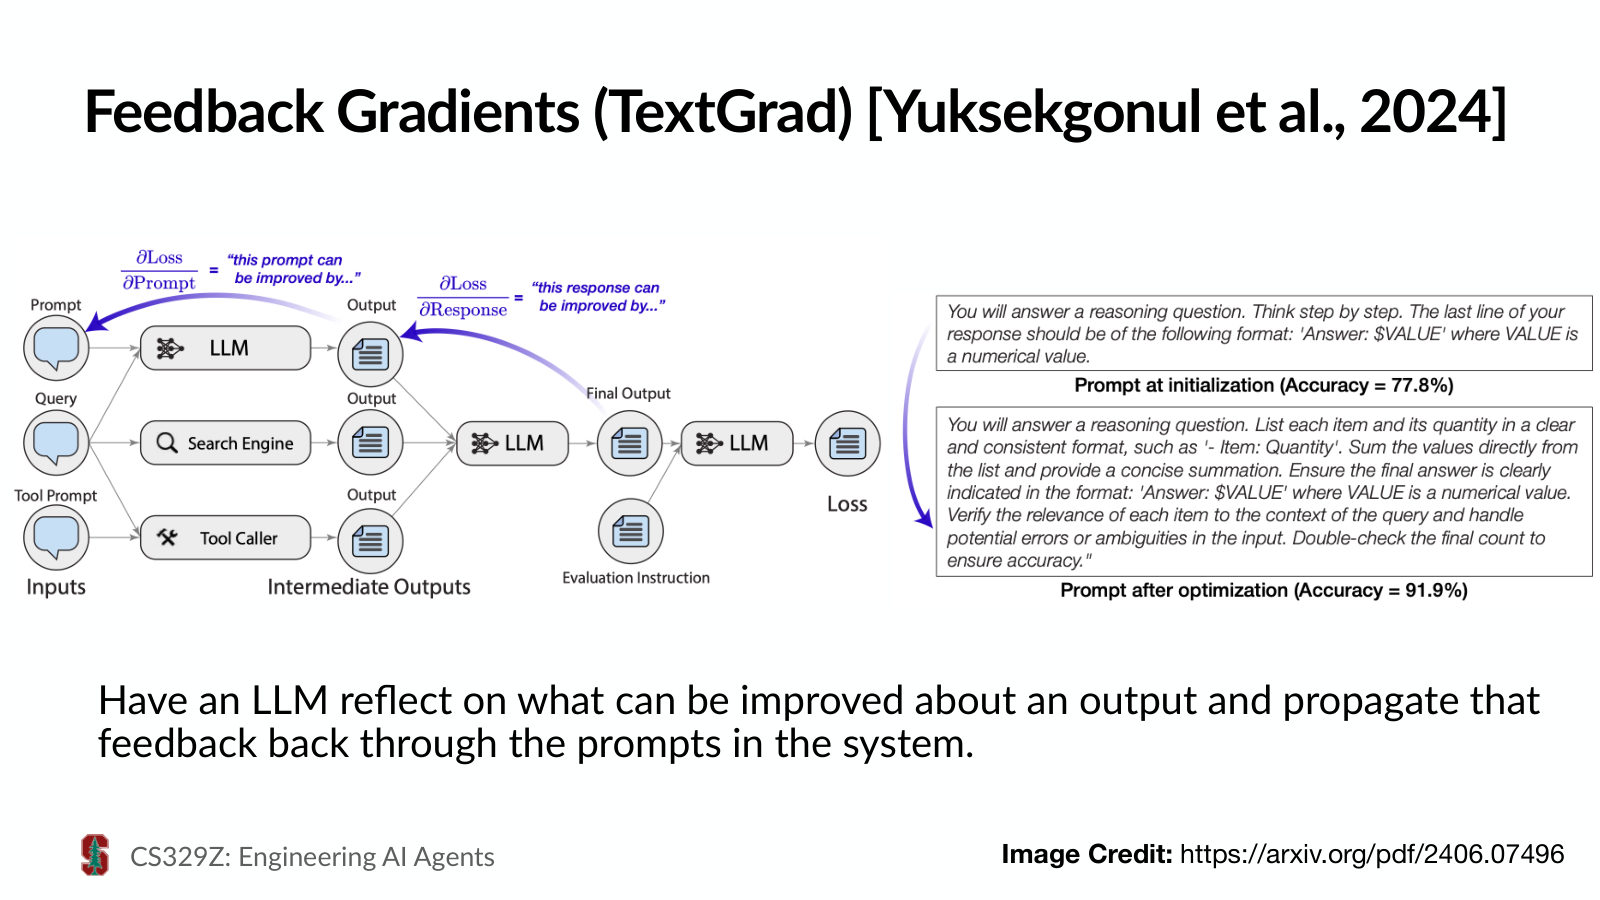 Feedback Gradients (TextGrad) [Yuksekgonul et al., 2024]
∂Loss
∂Prompt
=
“this prompt can
be improved by...”
∂Loss
∂Response
=
“this response can
be improved by...”
Prompt
LLM
Output
Query
Search Engine
Output
Tool Prompt
Tool Caller
Output
Inputs
Intermediate Outputs
LLM
Final Output
LLM
Evaluation Instruction
Loss
You will answer a reasoning question. Think step by step. The last line of your
response should be of the following format: 'Answer: $VALUE' where VALUE is
a numerical value.
Prompt at initialization (Accuracy = 77.8%)
You will answer a reasoning question. List each item and its quantity in a clear
and consistent format, such as '- Item: Quantity'. Sum the values directly from
the list and provide a concise summation. Ensure the final answer is clearly
indicated in the format: 'Answer: $VALUE' where VALUE is a numerical value.
Verify the relevance of each item to the context of the query and handle
potential errors or ambiguities in the input. Double-check the final count to
ensure accuracy."
Prompt after optimization (Accuracy = 91.9%)
Have an LLM reflect on what can be improved about an output and propagate that
feedback back through the prompts in the system.
CS329Z: Engineering AI Agents
Image Credit: https://arxiv.org/pdf/2406.07496